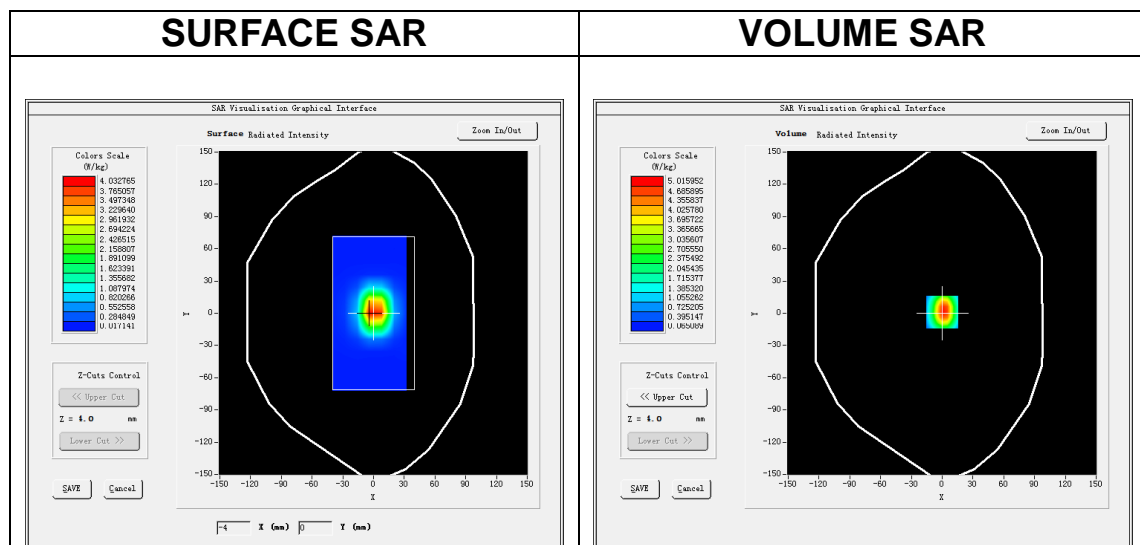 SURFACE SAR
VOLUME SAR
SAR Visualisation Graphical Interface
Surface Radiated Intensity
Zoom In/Out
Colors Scale
(W/kg)
4.032765
3.765057
3.497348
3.229640
2.961932
2.694224
2.426515
2.158807
1.891099
1.623391
1.355682
1.087974
0.820266
0.552558
0.284849
0.017141
Z-Cuts Control
<< Upper Cut
Z = 4.0 mm
Lower Cut >>
SAVE Cancel
150
120
90
60
30
0
-30
-60
-90
-120
-150
Y
-150 -120 -90 -60 -30 0 30 60 90 120 150
X
-4 X (mm) 0 Y (mm)
SAR Visualisation Graphical Interface
Volume Radiated Intensity
Zoom In/Out
Colors Scale
(W/kg)
5.015952
4.685895
4.355837
4.025780
3.695722
3.365665
3.035607
2.705550
2.375492
2.045435
1.715377
1.385320
1.055262
0.725205
0.395147
0.065089
Z-Cuts Control
<< Upper Cut
Z = 4.0 mm
Lower Cut >>
SAVE Cancel
150
120
90
60
30
0
-30
-60
-90
-120
-150
Y
-150 -120 -90 -60 -30 0 30 60 90 120 150
X